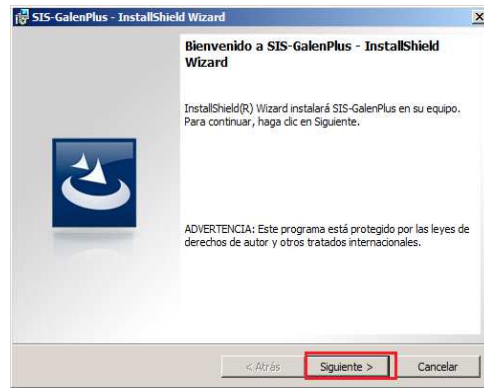 SIS-GalenPlus - InstallShield Wizard
Bienvenido a SIS-GalenPlus - InstallShield
Wizard
InstallShield(R) Wizard instalará SIS-GalenPlus en su equipo.
Para continuar, haga clic en Siguiente.
ADVERTENCIA: Este programa está protegido por las leyes de
derechos de autor y otros tratados internacionales.
< Atrás Siguiente > Cancelar